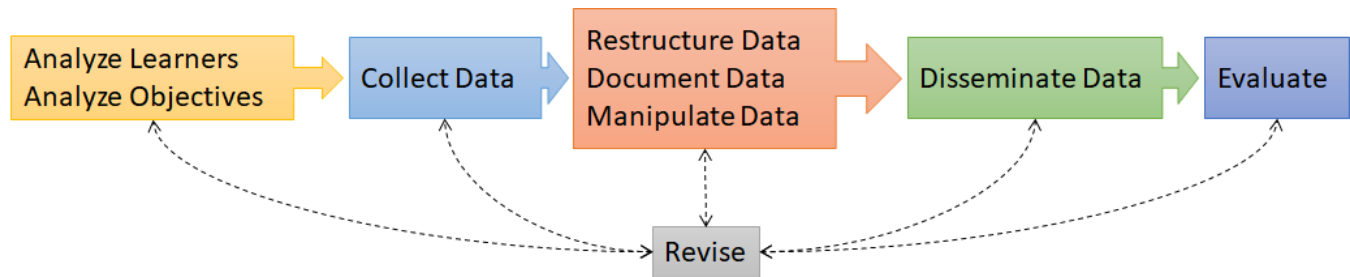 Analyze Learners
Analyze Objectives
Collect Data
Restructure Data
Document Data
Manipulate Data
Disseminate Data
Evaluate
Revise